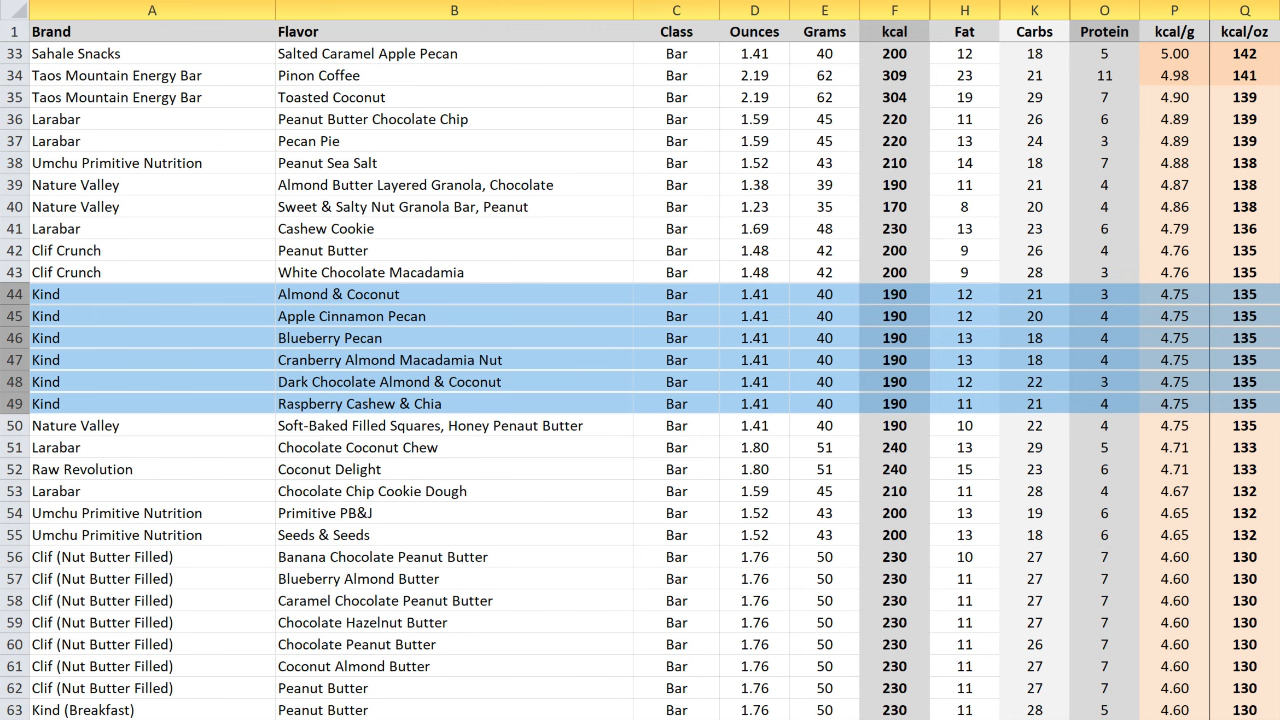 A B C D E F H K O P Q
1 Brand Flavor Class Ounces Grams kcal Fat Carbs Protein kcal/g kcal/oz
33 Sahale Snacks Salted Caramel Apple Pecan Bar 1.41 40 200 12 18 5 5.00 142
34 Taos Mountain Energy Bar Pinon Coffee Bar 2.19 62 309 23 21 11 4.98 141
35 Taos Mountain Energy Bar Toasted Coconut Bar 2.19 62 304 19 29 7 4.90 139
36 Larabar Peanut Butter Chocolate Chip Bar 1.59 45 220 11 26 6 4.89 139
37 Larabar Pecan Pie Bar 1.59 45 220 13 24 3 4.89 139
38 Umchu Primitive Nutrition Peanut Sea Salt Bar 1.52 43 210 14 18 7 4.88 138
39 Nature Valley Almond Butter Layered Granola, Chocolate Bar 1.38 39 190 11 21 4 4.87 138
40 Nature Valley Sweet & Salty Nut Granola Bar, Peanut Bar 1.23 35 170 8 20 4 4.86 138
41 Larabar Cashew Cookie Bar 1.69 48 230 13 23 6 4.79 136
42 Clif Crunch Peanut Butter Bar 1.48 42 200 9 26 4 4.76 135
43 Clif Crunch White Chocolate Macadamia Bar 1.48 42 200 9 28 3 4.76 135
44 Kind Almond & Coconut Bar 1.41 40 190 12 21 3 4.75 135
45 Kind Apple Cinnamon Pecan Bar 1.41 40 190 12 20 4 4.75 135
46 Kind Blueberry Pecan Bar 1.41 40 190 13 18 4 4.75 135
47 Kind Cranberry Almond Macadamia Nut Bar 1.41 40 190 13 18 4 4.75 135
48 Kind Dark Chocolate Almond & Coconut Bar 1.41 40 190 12 22 3 4.75 135
49 Kind Raspberry Cashew & Chia Bar 1.41 40 190 11 21 4 4.75 135
50 Nature Valley Soft-Baked Filled Squares, Honey Penaut Butter Bar 1.41 40 190 10 22 4 4.75 135
51 Larabar Chocolate Coconut Chew Bar 1.80 51 240 13 29 5 4.71 133
52 Raw Revolution Coconut Delight Bar 1.80 51 240 15 23 6 4.71 133
53 Larabar Chocolate Chip Cookie Dough Bar 1.59 45 210 11 28 4 4.67 132
54 Umchu Primitive Nutrition Primitive PB&J Bar 1.52 43 200 13 19 6 4.65 132
55 Umchu Primitive Nutrition Seeds & Seeds Bar 1.52 43 200 13 18 6 4.65 132
56 Clif (Nut Butter Filled) Banana Chocolate Peanut Butter Bar 1.76 50 230 10 27 7 4.60 130
57 Clif (Nut Butter Filled) Blueberry Almond Butter Bar 1.76 50 230 11 27 7 4.60 130
58 Clif (Nut Butter Filled) Caramel Chocolate Peanut Butter Bar 1.76 50 230 11 27 7 4.60 130
59 Clif (Nut Butter Filled) Chocolate Hazelnut Butter Bar 1.76 50 230 11 27 7 4.60 130
60 Clif (Nut Butter Filled) Chocolate Peanut Butter Bar 1.76 50 230 11 26 7 4.60 130
61 Clif (Nut Butter Filled) Coconut Almond Butter Bar 1.76 50 230 11 27 7 4.60 130
62 Clif (Nut Butter Filled) Peanut Butter Bar 1.76 50 230 11 27 7 4.60 130
63 Kind (Breakfast) Peanut Butter Bar 1.76 50 230 11 28 5 4.60 130